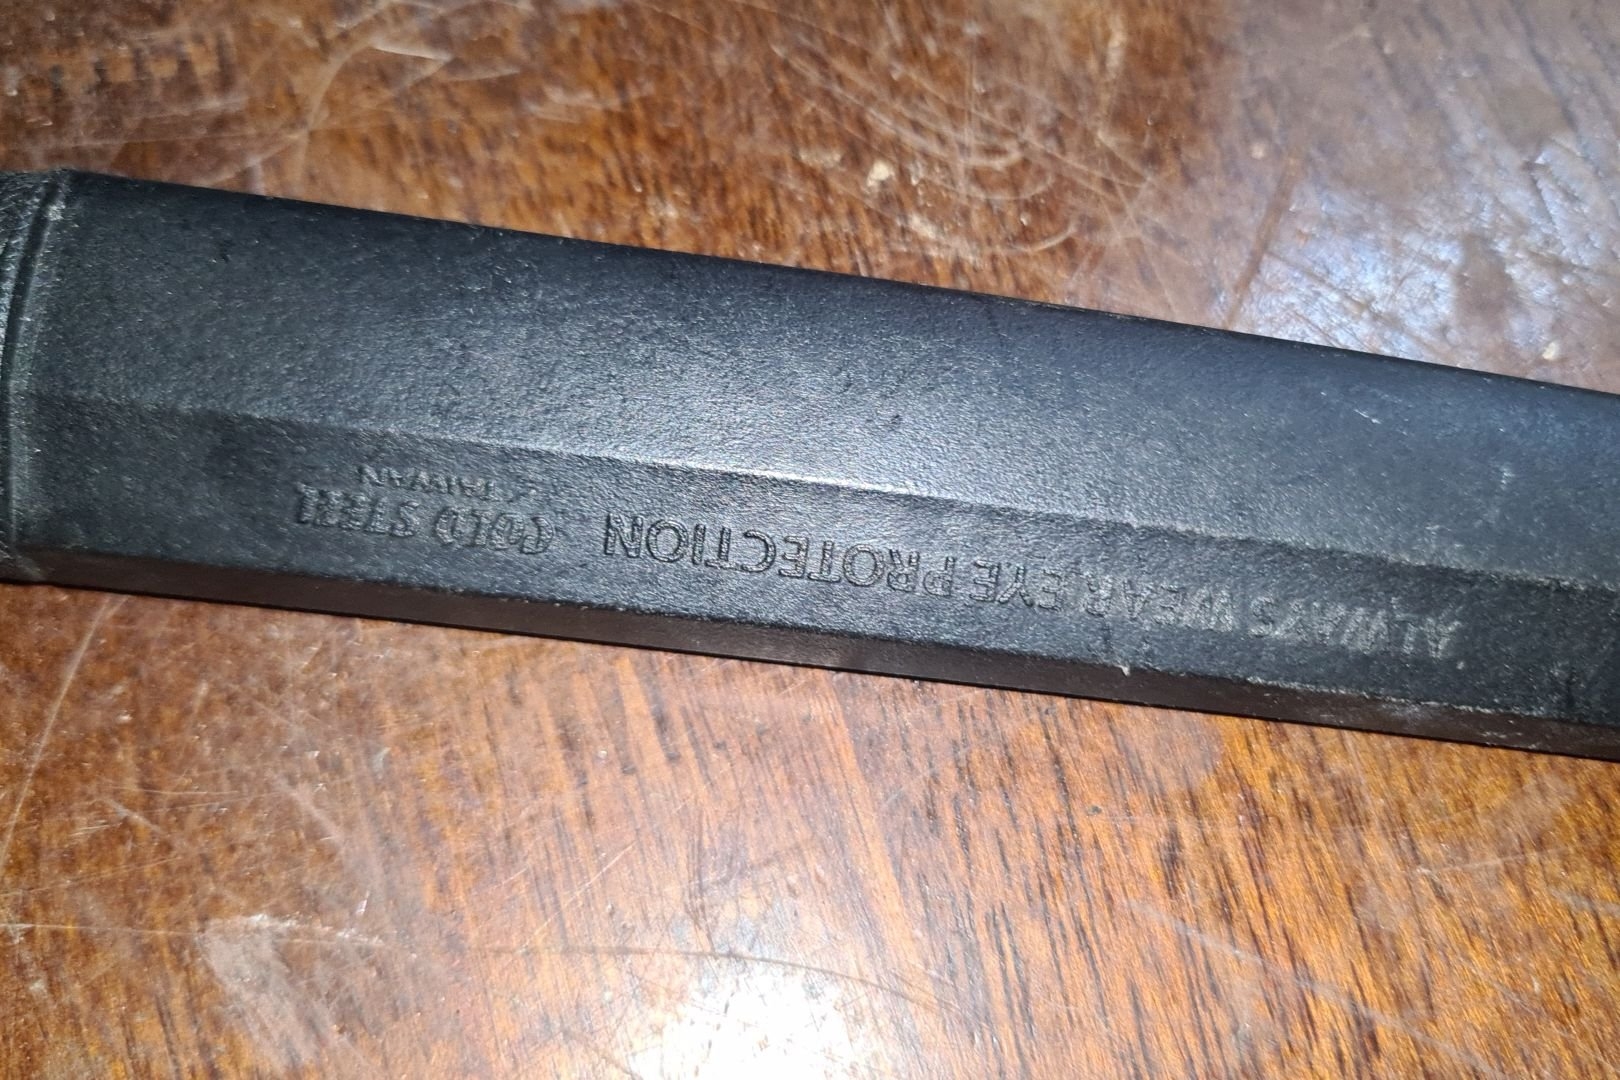 ALWAYS WEAR EYE PROTECTION
COLD STEEL
TAIWAN